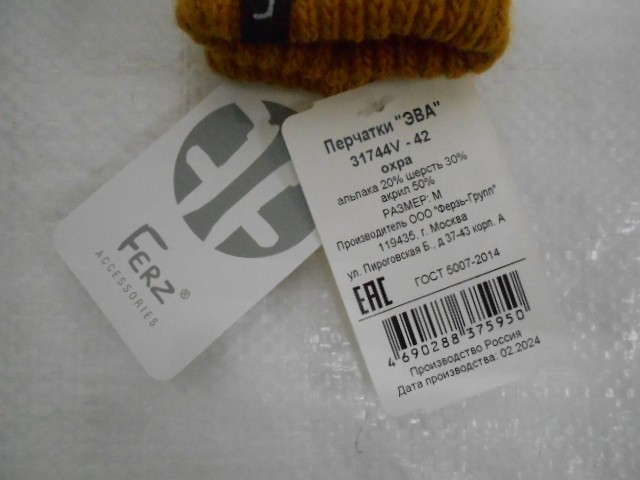 FERZ®
ACCESSORIES
Перчатки "ЭВА"
31744V - 42
охра
альпака 20% шерсть 30%
акрил 50%
РАЗМЕР: М
Производитель ООО "Ферзь-Групп"
119435, г. Москва
ул. Пироговская Б., д 37-43 корп. А
ГОСТ 5007-2014
EAC
4 690288 375950
Производство Россия
Дата производства: 02.2024